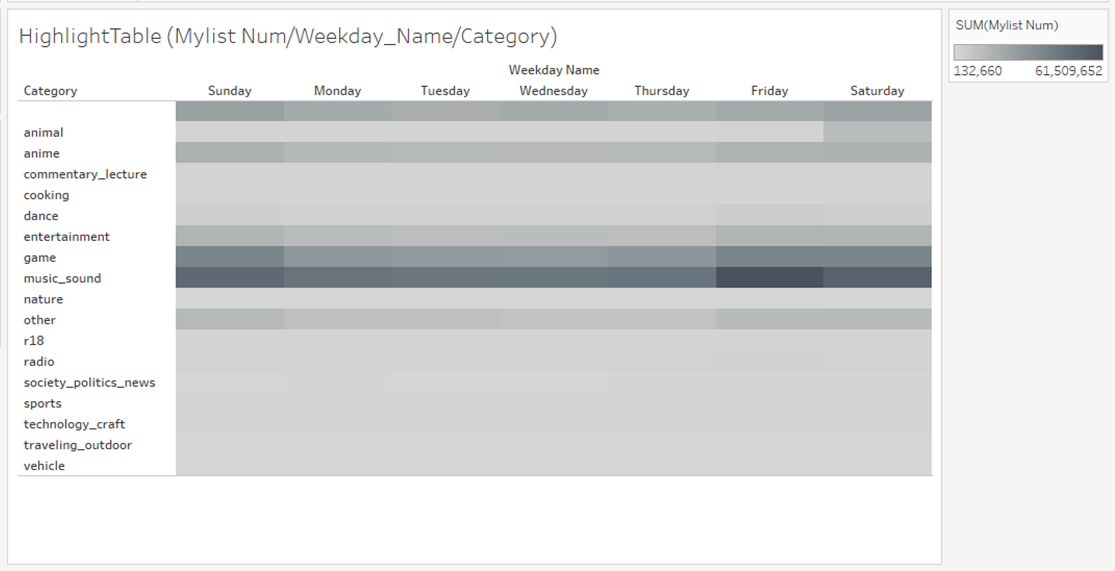 HighlightTable (Mylist Num/Weekday_Name/Category)
SUM(Mylist Num)
132,660 61,509,652
Weekday Name
Category Sunday Monday Tuesday Wednesday Thursday Friday Saturday
animal
anime
commentary_lecture
cooking
dance
entertainment
game
music_sound
nature
other
r18
radio
society_politics_news
sports
technology_craft
traveling_outdoor
vehicle